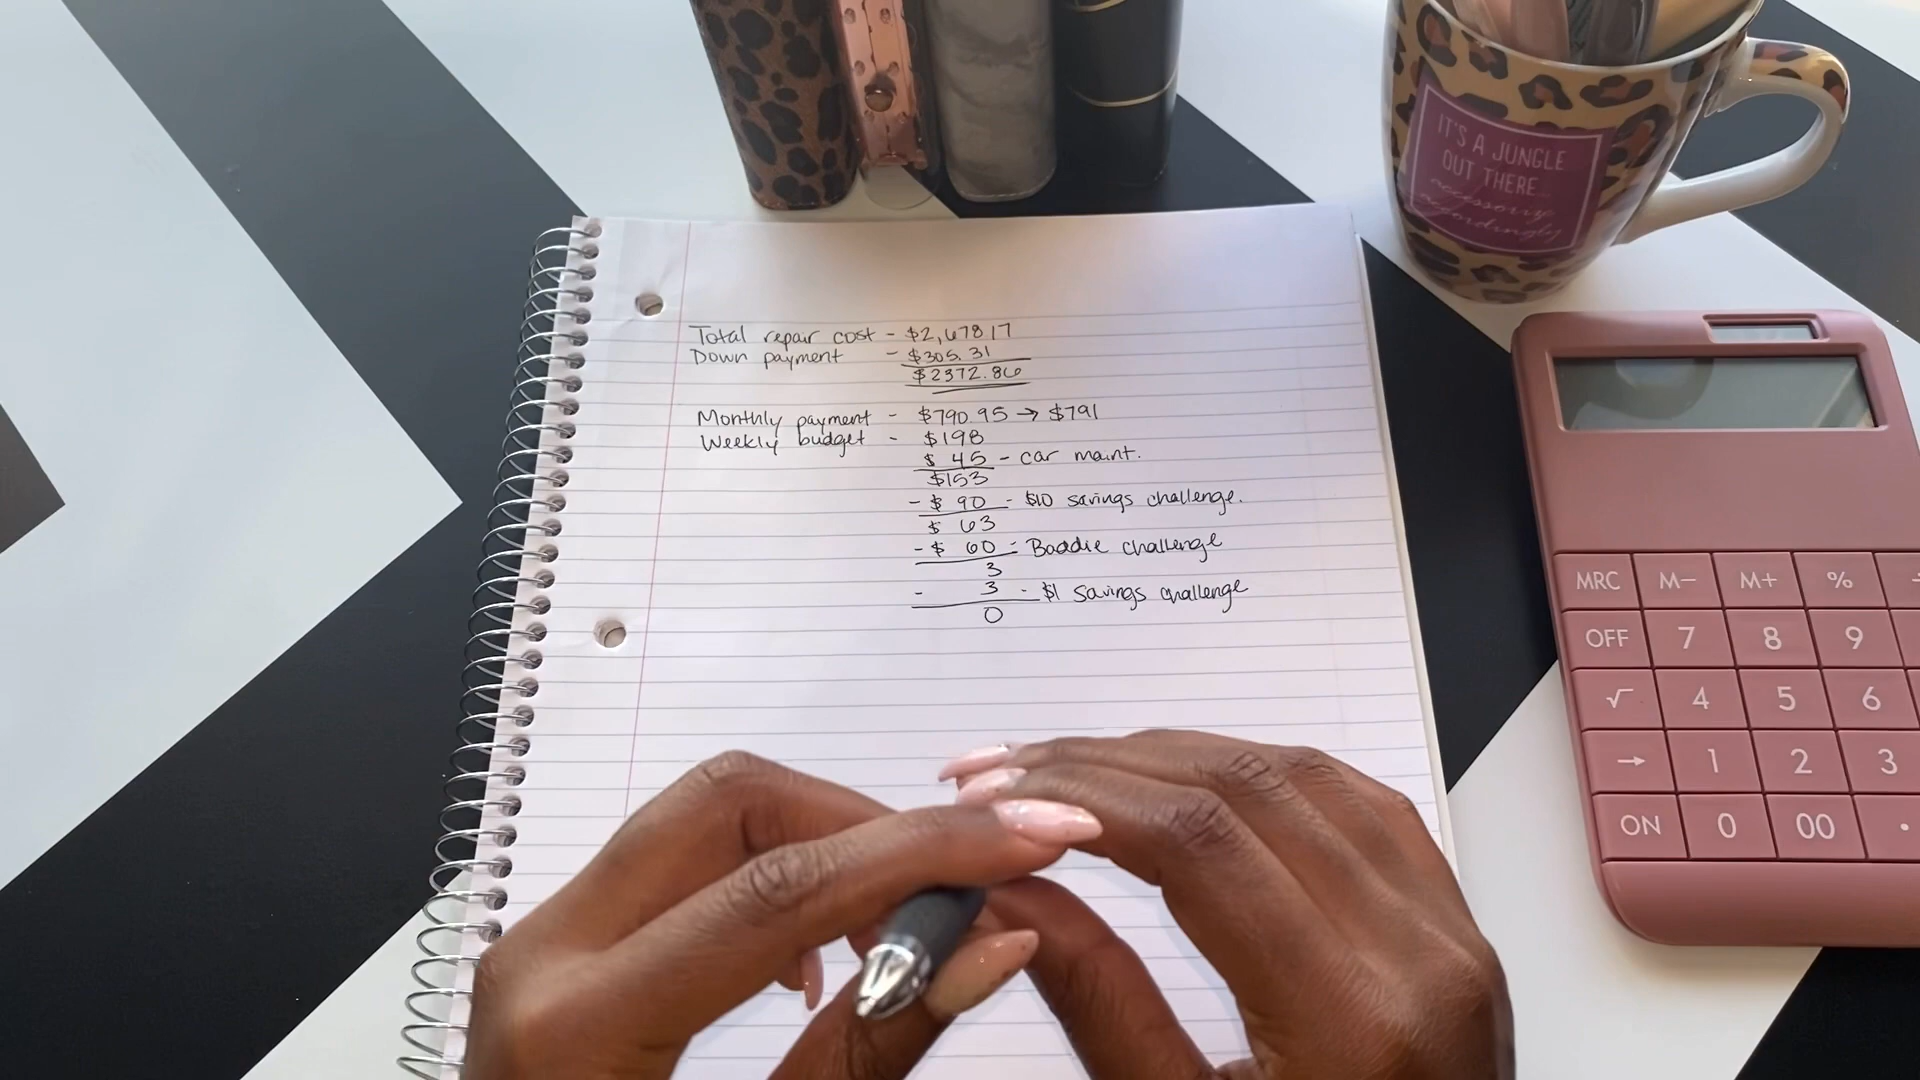 IT'S A JUNGLE
OUT THERE
accessorize
accordingly
Total repair cost - $2,678.17
Down payment - $305.31
$2372.86
Monthly payment - $790.95 → $791
Weekly budget - $198
$ 45 - car maint.
$153
- $ 90 - $10 savings challenge.
$ 63
- $ 60 - Baddie challenge
3
- 3 - $1 savings challenge
0
MRC M− M+ %
OFF 7 8 9
√ 4 5 6
→ 1 2 3
ON 0 00 •